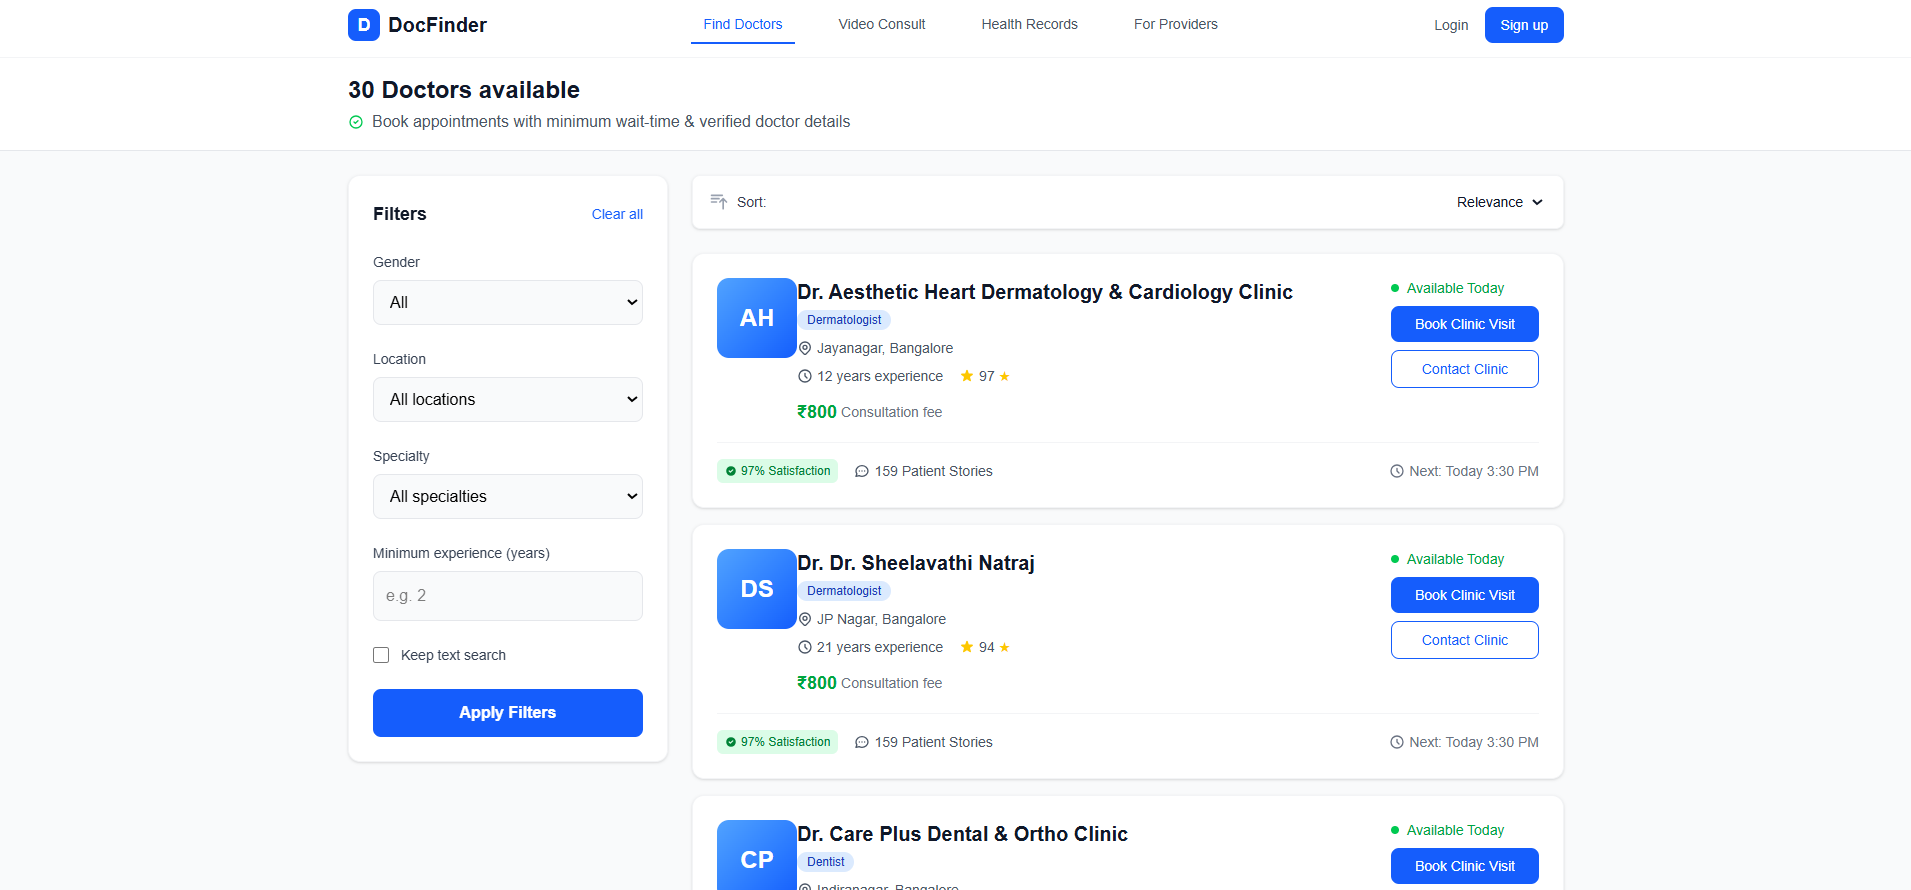 D DocFinder
Find Doctors Video Consult Health Records For Providers
Login Sign up
30 Doctors available
Book appointments with minimum wait-time & verified doctor details
Filters Clear all
Gender
All
Location
All locations
Specialty
All specialties
Minimum experience (years)
e.g. 2
Keep text search
Apply Filters
Sort: Relevance
AH
Dr. Aesthetic Heart Dermatology & Cardiology Clinic
Dermatologist
Jayanagar, Bangalore
12 years experience 97
₹800 Consultation fee
Available Today
Book Clinic Visit
Contact Clinic
97% Satisfaction 159 Patient Stories Next: Today 3:30 PM
DS
Dr. Dr. Sheelavathi Natraj
Dermatologist
JP Nagar, Bangalore
21 years experience 94
₹800 Consultation fee
Available Today
Book Clinic Visit
Contact Clinic
97% Satisfaction 159 Patient Stories Next: Today 3:30 PM
CP
Dr. Care Plus Dental & Ortho Clinic
Dentist
Indiranagar, Bangalore
Available Today
Book Clinic Visit